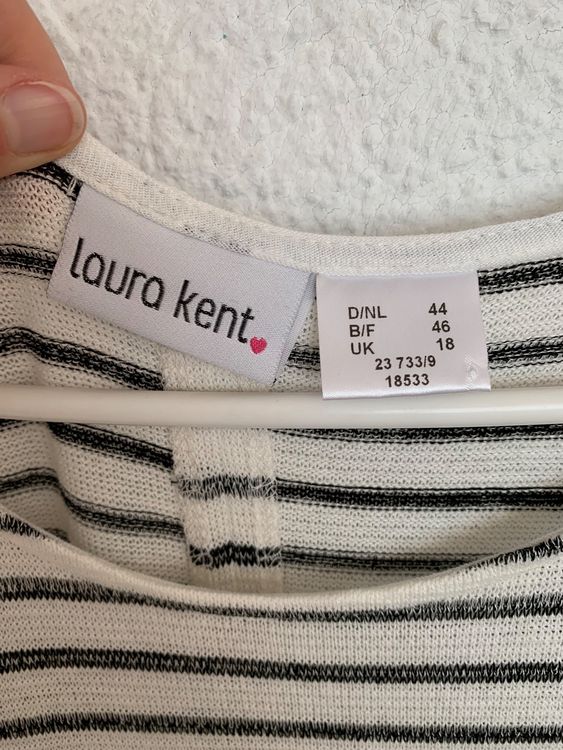 laura kent
D/NL 44
B/F 46
UK 18
23 733/9
18533